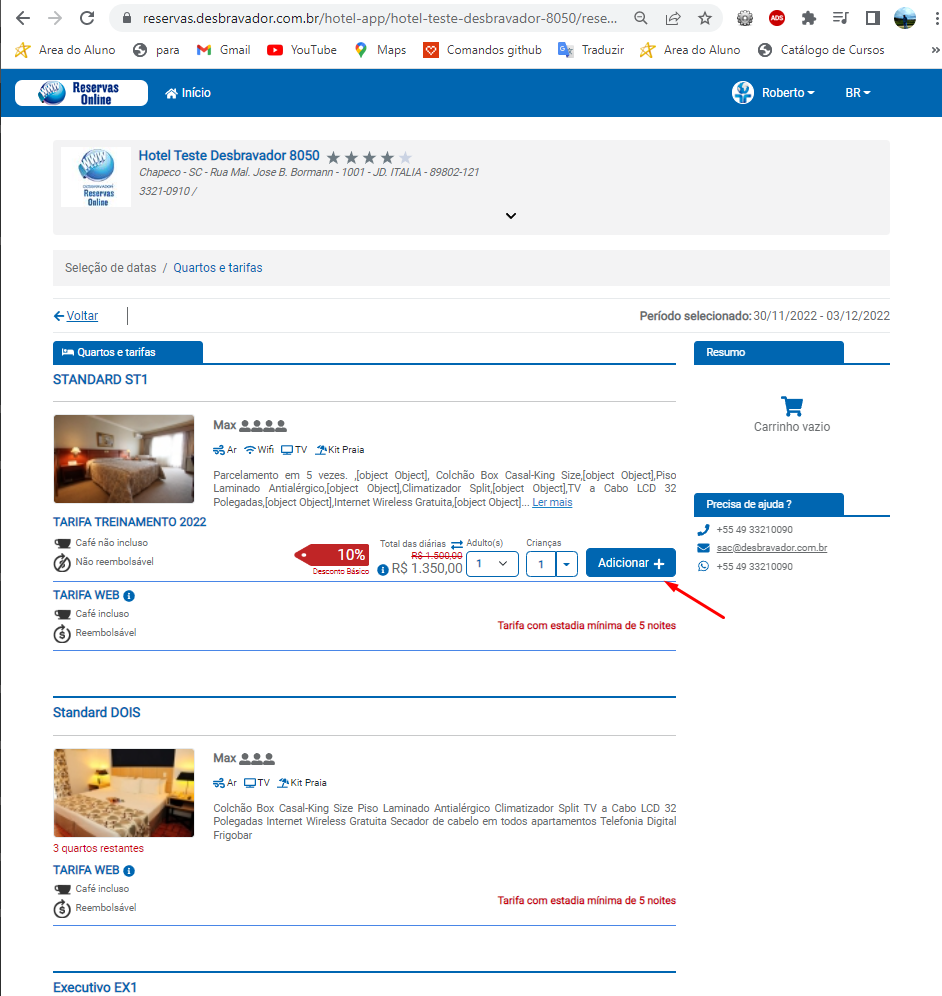 reservas.desbravador.com.br/hotel-app/hotel-teste-desbravador-8050/rese...
ADS
Area do Aluno
para
Gmail
YouTube
Maps
Comandos github
Traduzir
Area do Aluno
Catálogo de Cursos
»
Reservas
Online
Início
Roberto
BR
Hotel Teste Desbravador 8050
Chapeco - SC - Rua Mal. Jose B. Bormann - 1001 - JD. ITALIA - 89802-121
3321-0910 /
DESBRAVADOR
Reservas
Online
Seleção de datas / Quartos e tarifas
Voltar
Período selecionado: 30/11/2022 - 03/12/2022
Quartos e tarifas
STANDARD ST1
Max
Ar Wifi TV Kit Praia
Parcelamento em 5 vezes. ,[object Object], Colchão Box Casal-King Size,[object Object],Piso
Laminado Antialérgico,[object Object],Climatizador Split,[object Object],TV a Cabo LCD 32
Polegadas,[object Object],Internet Wireless Gratuita,[object Object]... Ler mais
TARIFA TREINAMENTO 2022
Café não incluso
Não reembolsável
10%
Desconto Básico
Total das diárias
R$ 1.500,00
R$ 1.350,00
Adulto(s)
1
Crianças
1
Adicionar +
TARIFA WEB
Café incluso
Reembolsável
Tarifa com estadia mínima de 5 noites
Standard DOIS
Max
Ar TV Kit Praia
Colchão Box Casal-King Size Piso Laminado Antialérgico Climatizador Split TV a Cabo LCD 32
Polegadas Internet Wireless Gratuita Secador de cabelo em todos apartamentos Telefonia Digital
Frigobar
3 quartos restantes
TARIFA WEB
Café incluso
Reembolsável
Tarifa com estadia mínima de 5 noites
Executivo EX1
Resumo
Carrinho vazio
Precisa de ajuda ?
+55 49 33210090
sac@desbravador.com.br
+55 49 33210090